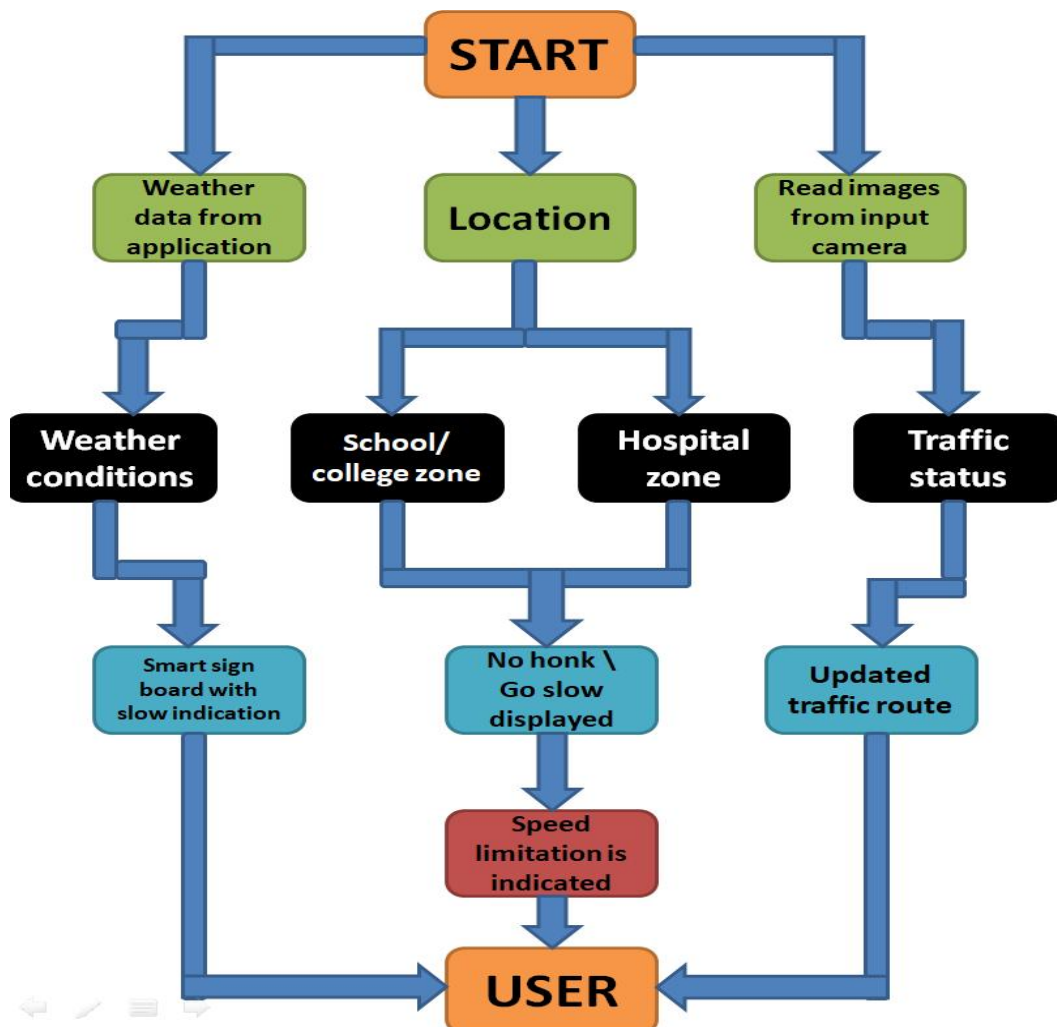 START
Weather
data from
application
Location
Read images
from input
camera
Weather
conditions
School/
college zone
Hospital
zone
Traffic
status
Smart sign
board with
slow indication
No honk \
Go slow
displayed
Updated
traffic route
Speed
limitation is
indicated
USER